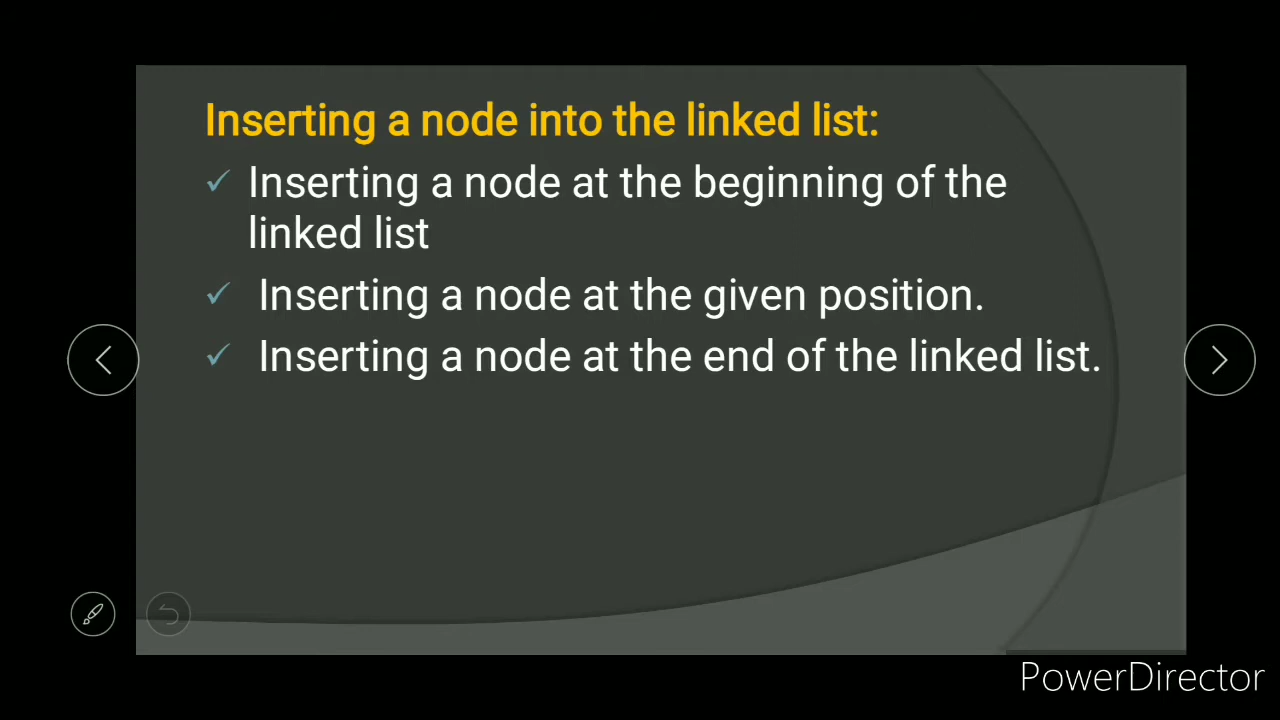 Inserting a node into the linked list:
Inserting a node at the beginning of the
linked list
Inserting a node at the given position.
Inserting a node at the end of the linked list.
PowerDirector